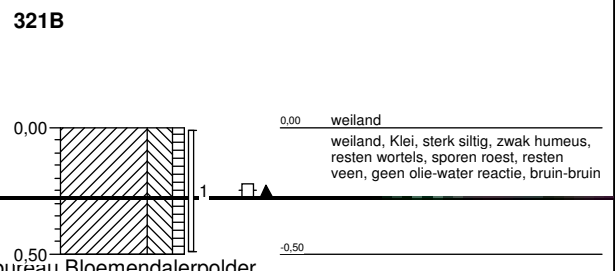 321B
0,00
0,00 weiland
weiland, Klei, sterk siltig, zwak humeus,
resten wortels, sporen roest, resten
veen, geen olie-water reactie, bruin-bruin
1
0,50
-0,50
bureau Bloemendalerpolder